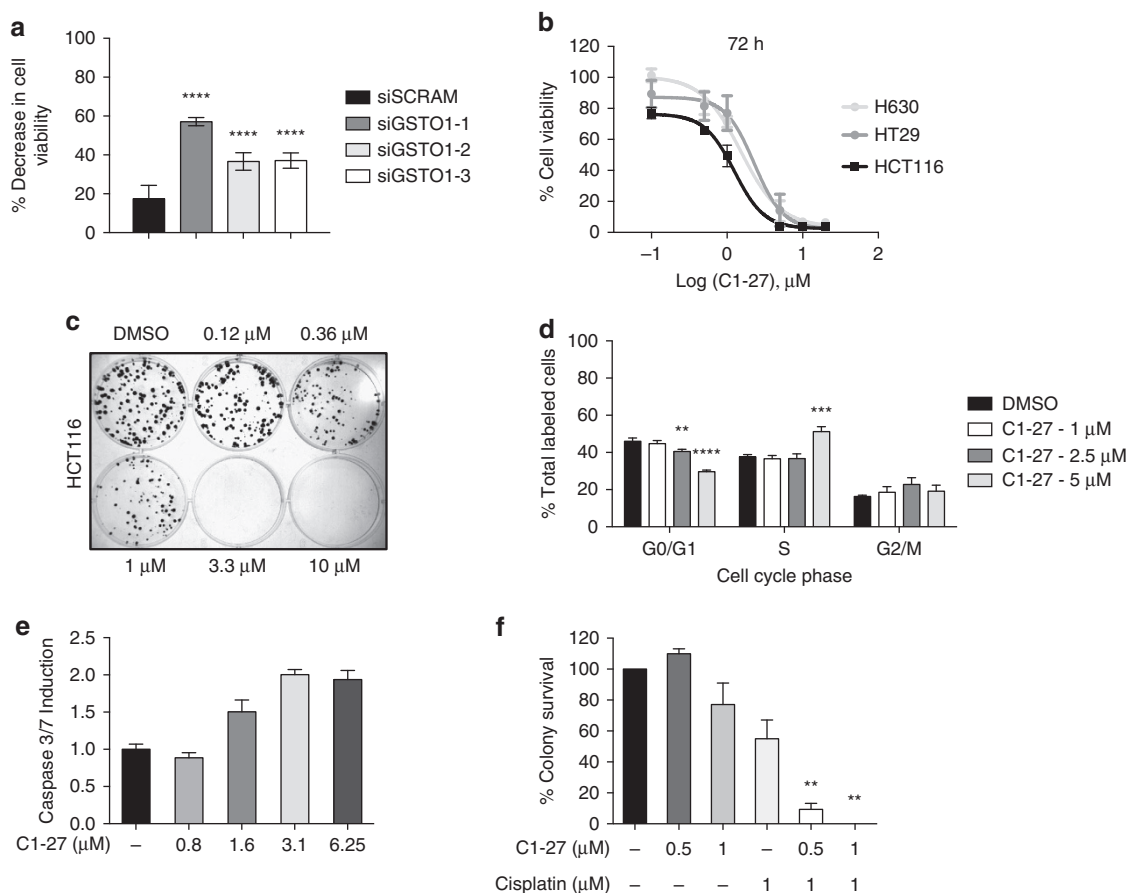 a
% Decrease in cell
viability
100
80
60
40
20
0
****
****
****
siSCRAM
siGSTO1-1
siGSTO1-2
siGSTO1-3
b
72 h
% Cell viability
120
100
80
60
40
20
0
–1
0
1
2
Log (C1-27), μM
H630
HT29
HCT116
c
DMSO
0.12 μM
0.36 μM
HCT116
1 μM
3.3 μM
10 μM
d
% Total labeled cells
100
80
60
40
20
0
**
****
***
G0/G1
S
G2/M
Cell cycle phase
DMSO
C1-27 - 1 μM
C1-27 - 2.5 μM
C1-27 - 5 μM
e
Caspase 3/7 Induction
2.5
2.0
1.5
1.0
0.5
0.0
C1-27 (μM) – 0.8 1.6 3.1 6.25
f
% Colony survival
120
100
80
60
40
20
0
**
**
C1-27 (μM) – 0.5 1 – 0.5 1
Cisplatin (μM) – – – 1 1 1